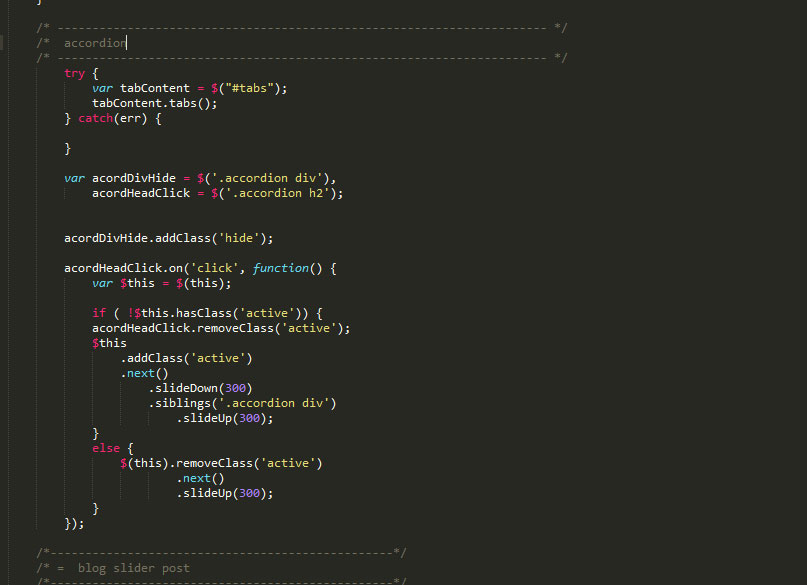 }
/* ---------------------------------------------------------------------- */
/*  accordion
/* ---------------------------------------------------------------------- */
    try {
        var tabContent = $("#tabs");
        tabContent.tabs();
    } catch(err) {
    }
    var acordDivHide = $('.accordion div'),
        acordHeadClick = $('.accordion h2');
    acordDivHide.addClass('hide');
    acordHeadClick.on('click', function() {
        var $this = $(this);
        if ( !$this.hasClass('active')) {
        acordHeadClick.removeClass('active');
        $this
            .addClass('active')
            .next()
                .slideDown(300)
                .siblings('.accordion div')
                    .slideUp(300);
        }
        else {
            $(this).removeClass('active')
                    .next()
                    .slideUp(300);
        }
    });
/*-------------------------------------------------*/
/* =  blog slider post
/*-------------------------------------------------*/